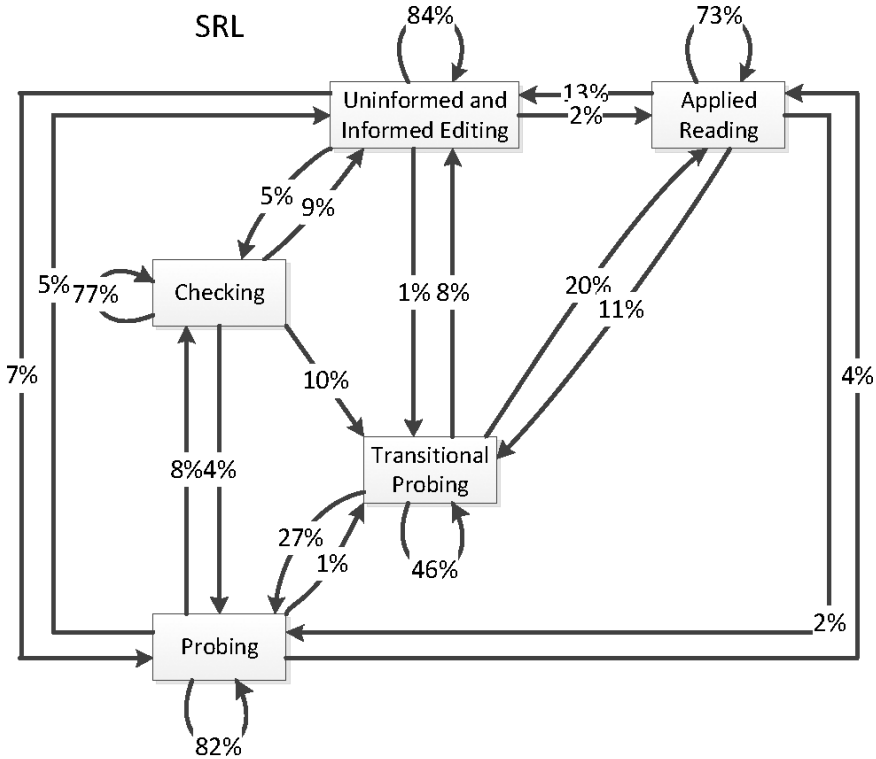 SRL
84%
73%
Uninformed and
Informed Editing
13%
2%
Applied
Reading
5%
9%
5%
77%
Checking
1%
8%
20%
11%
7%
10%
4%
8%
4%
Transitional
Probing
27%
1%
46%
2%
Probing
82%